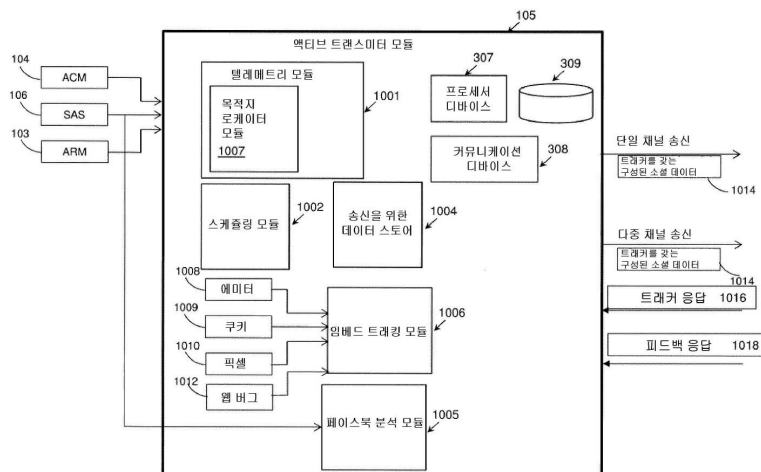 105
액티브 트랜스미터 모듈
104
ACM
106
SAS
103
ARM
텔레메트리 모듈
1001
목적지
로케이터
모듈
1007
307
프로세서
디바이스
309
커뮤니케이션
디바이스
308
스케쥴링 모듈
1002
송신을 위한
데이터 스토어
1004
1008
에미터
1009
쿠키
1010
픽셀
1012
웹 버그
임베드 트래킹 모듈
1006
페이스북 분석 모듈
1005
단일 채널 송신
트래커를 갖는
구성된 소셜 데이터
1014
다중 채널 송신
트래커를 갖는
구성된 소셜 데이터
1014
트래커 응답 1016
피드백 응답 1018